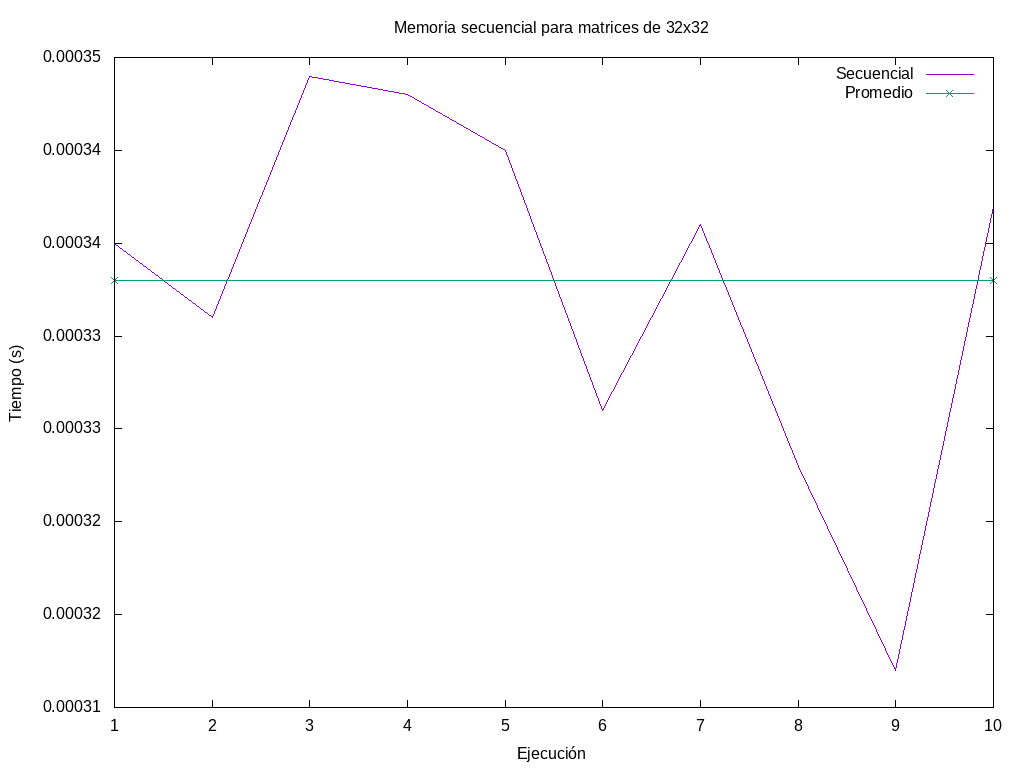 Memoria secuencial para matrices de 32x32
Secuencial
Promedio
0.00035
0.00034
0.00034
0.00033
0.00033
0.00032
0.00032
0.00031
Tiempo (s)
1 2 3 4 5 6 7 8 9 10
Ejecución